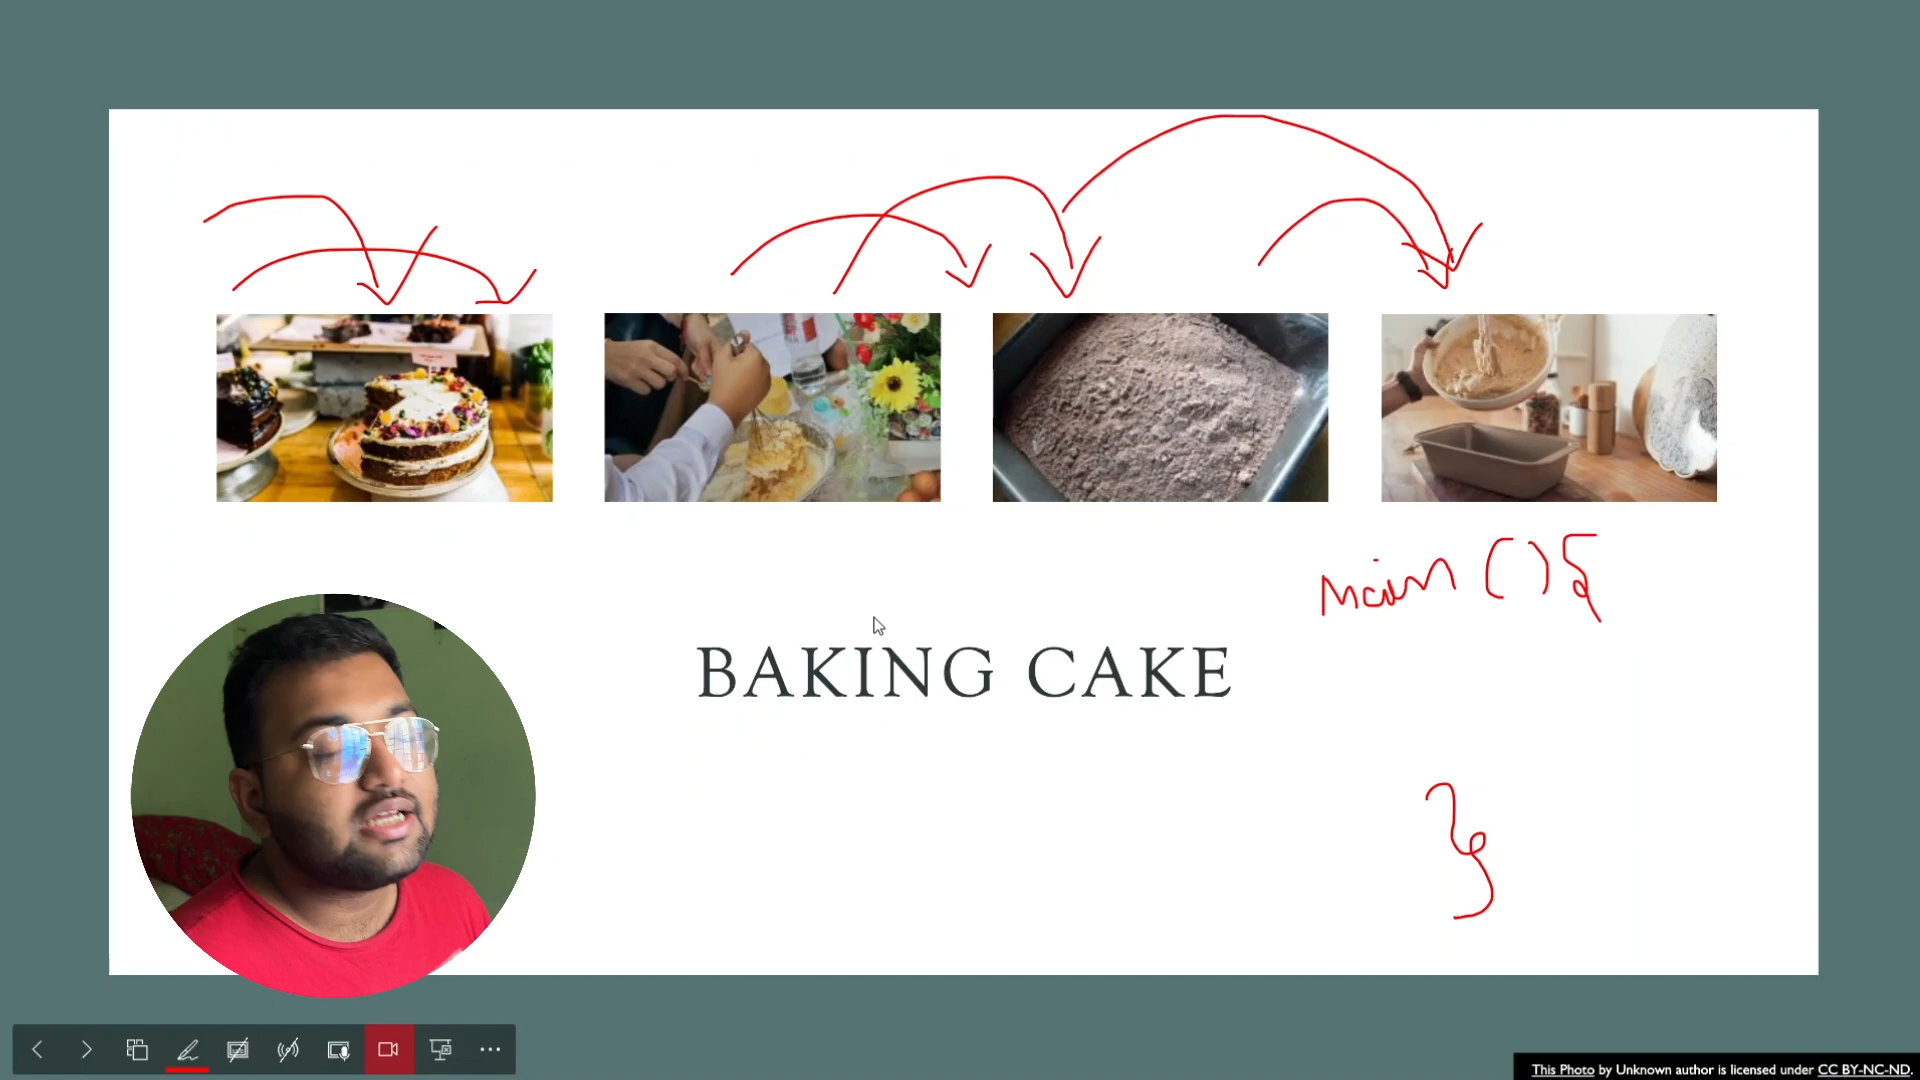 main(){
BAKING CAKE
}
This Photo by Unknown author is licensed under CC BY-NC-ND.